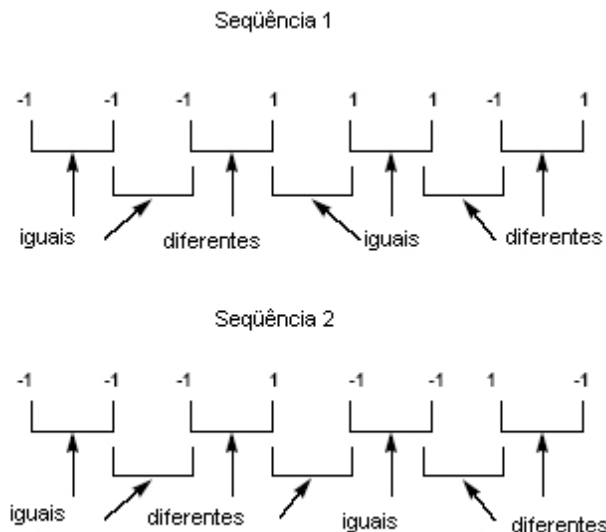 Seqüência 1
-1 -1 -1 1 1 1 -1 1
iguais diferentes iguais diferentes
Seqüência 2
-1 -1 -1 1 -1 -1 1 -1
iguais diferentes iguais diferentes